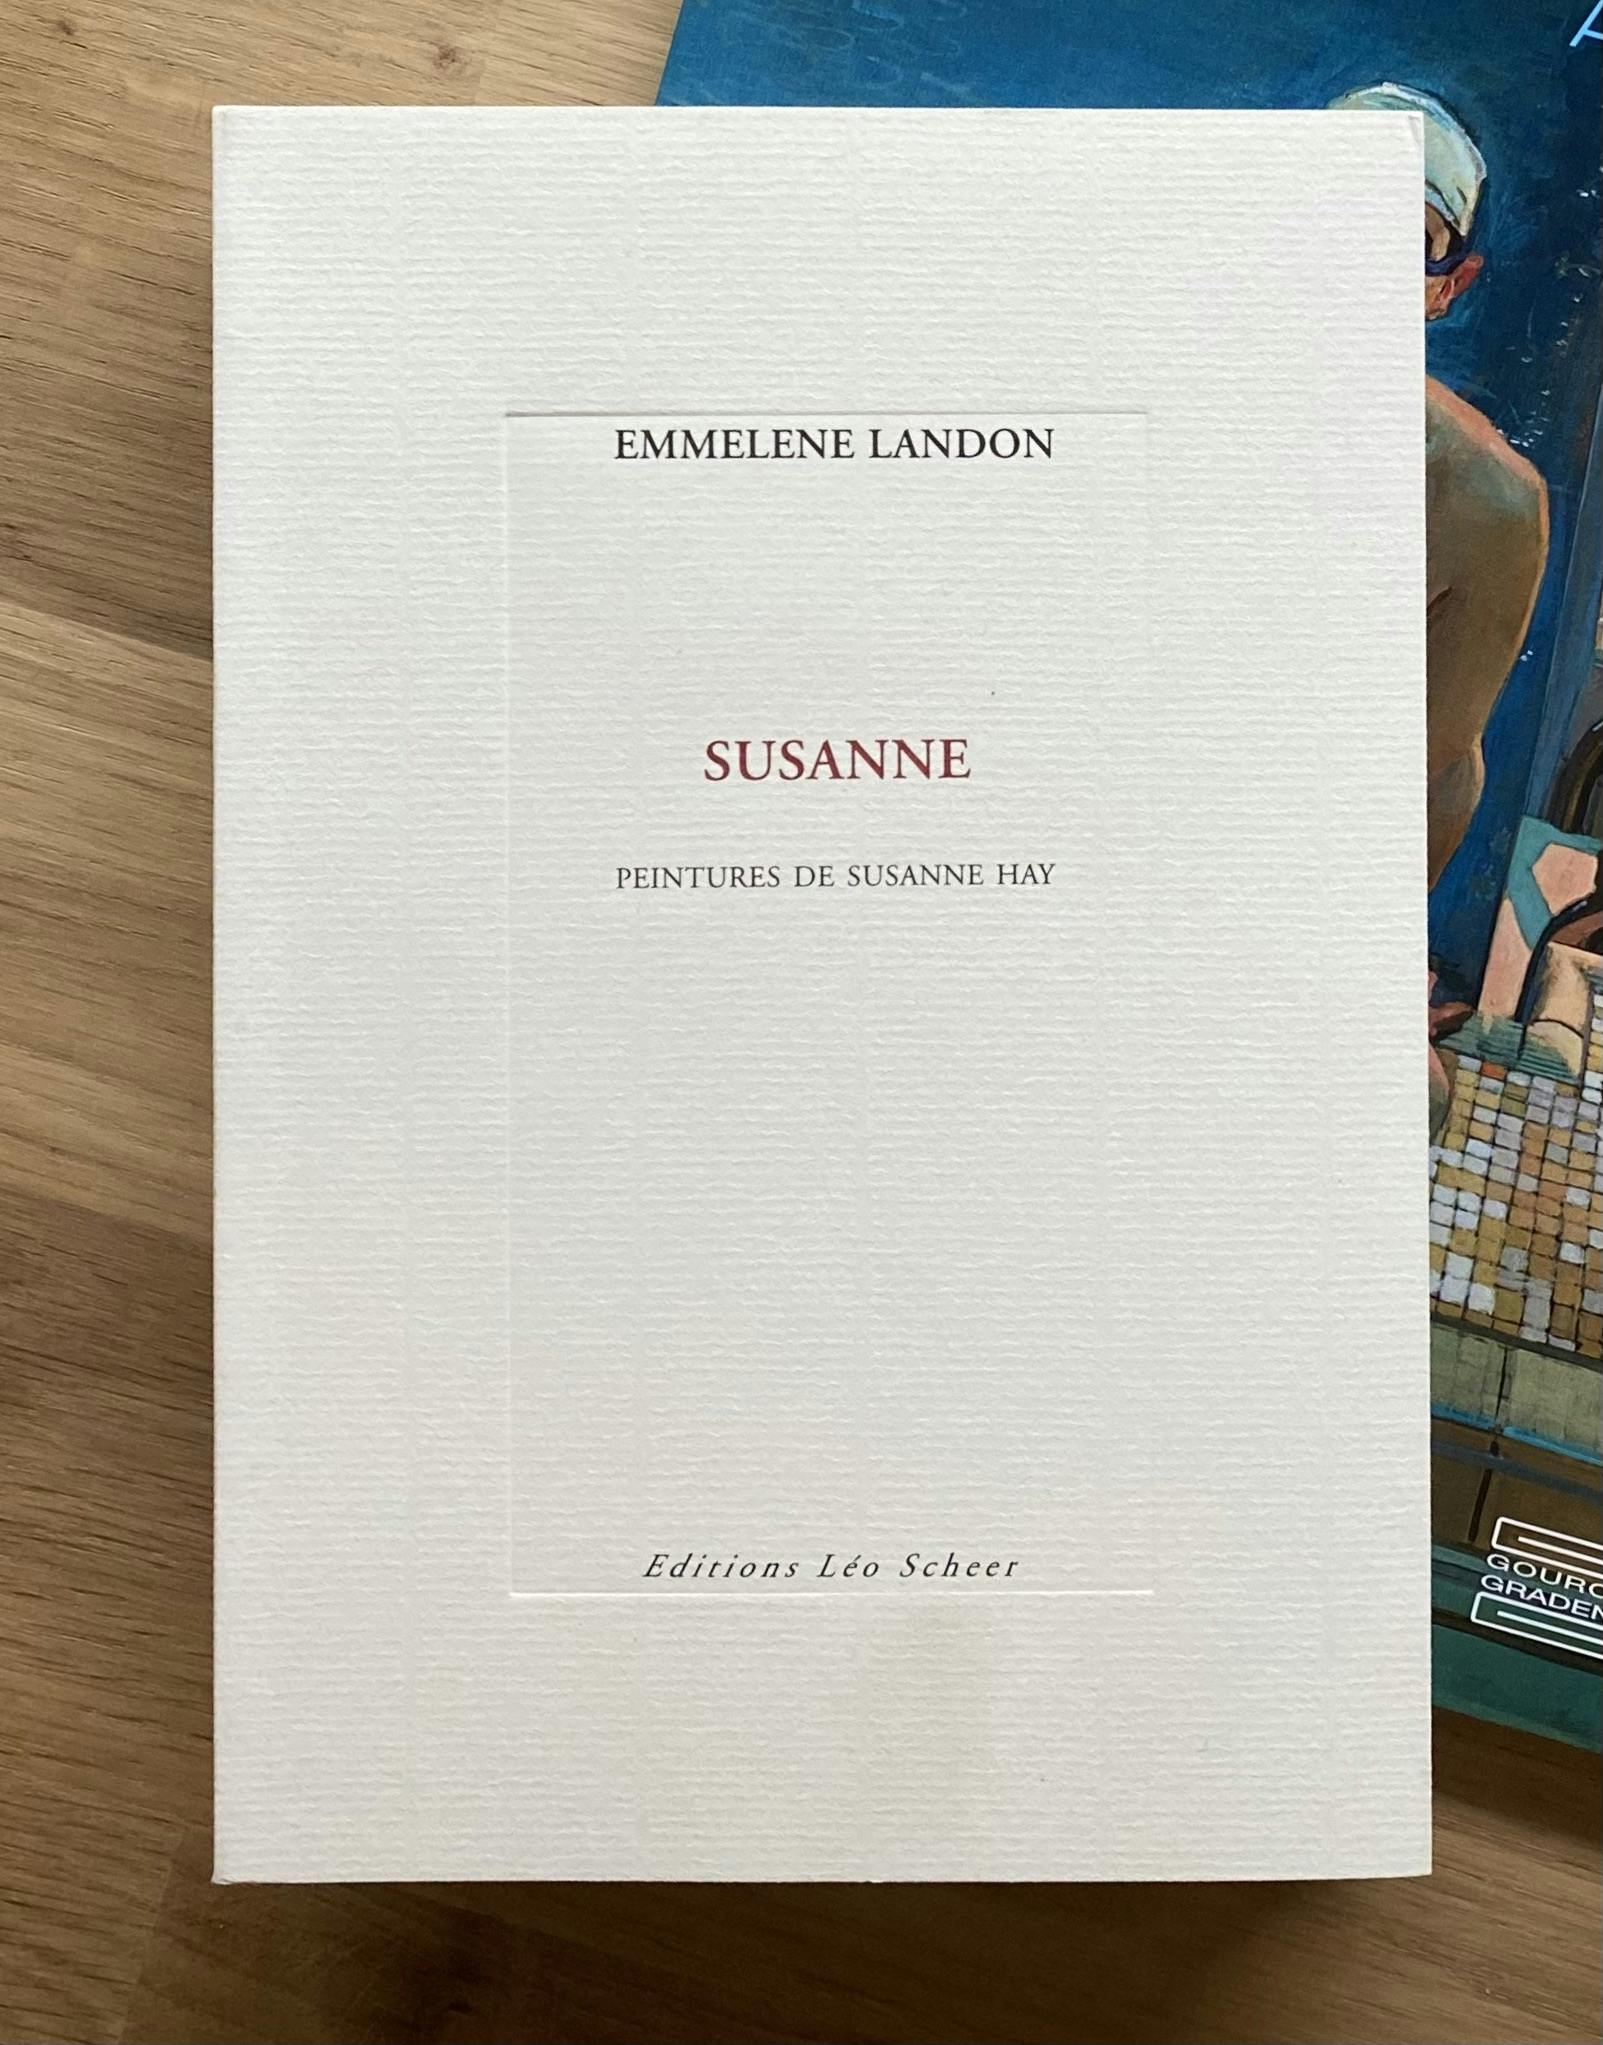 EMMELENE LANDON
SUSANNE
PEINTURES DE SUSANNE HAY
Editions Léo Scheer